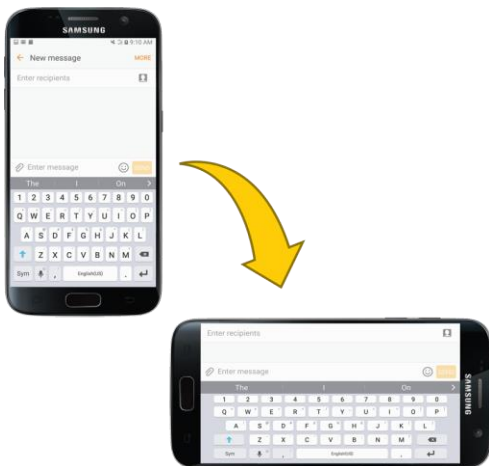 SAMSUNG
9:10 AM
New message MORE
Enter recipients
Enter message SEND
The I On
1 2 3 4 5 6 7 8 9 0
Q W E R T Y U I O P
A S D F G H J K L
Z X C V B N M
Sym , English(US) .
Enter recipients
Enter message SEND
The I On
1 2 3 4 5 6 7 8 9 0
Q W E R T Y U I O P
A S D F G H J K L
Z X C V B N M
Sym , English(US) .
SAMSUNG